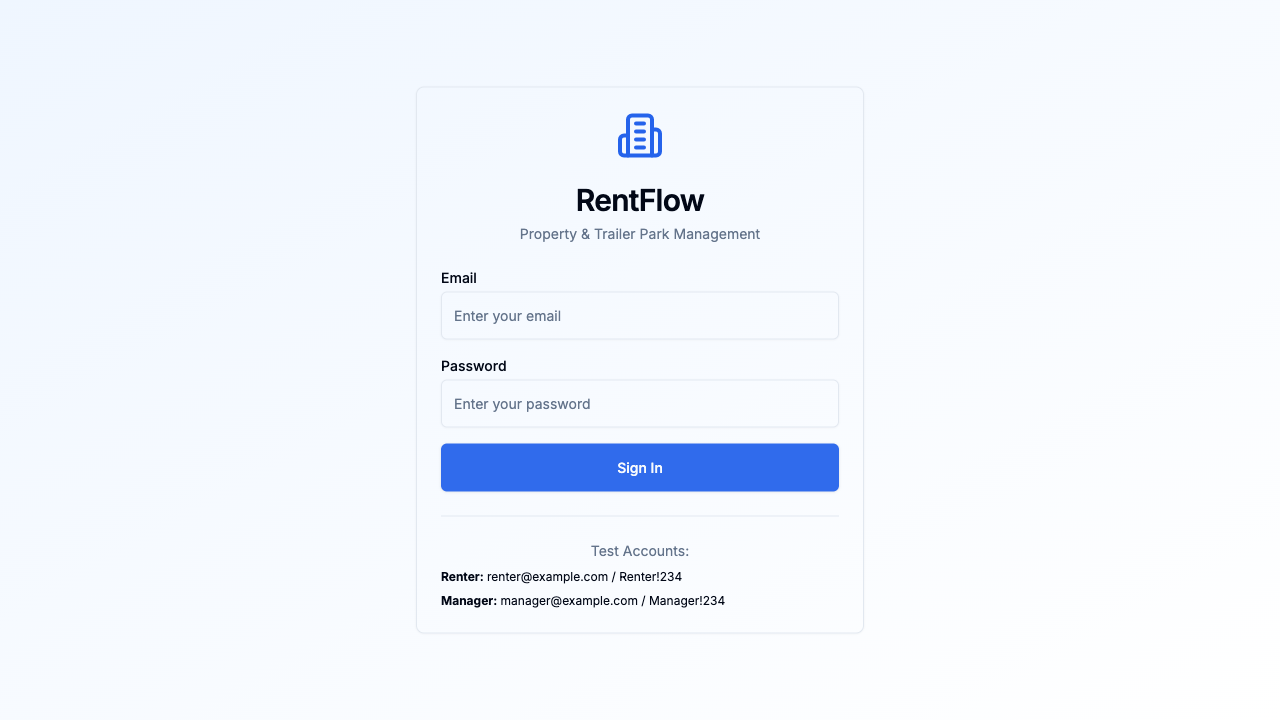 RentFlow
Property & Trailer Park Management
Email
Enter your email
Password
Enter your password
Sign In
Test Accounts:
Renter: renter@example.com / Renter!234
Manager: manager@example.com / Manager!234